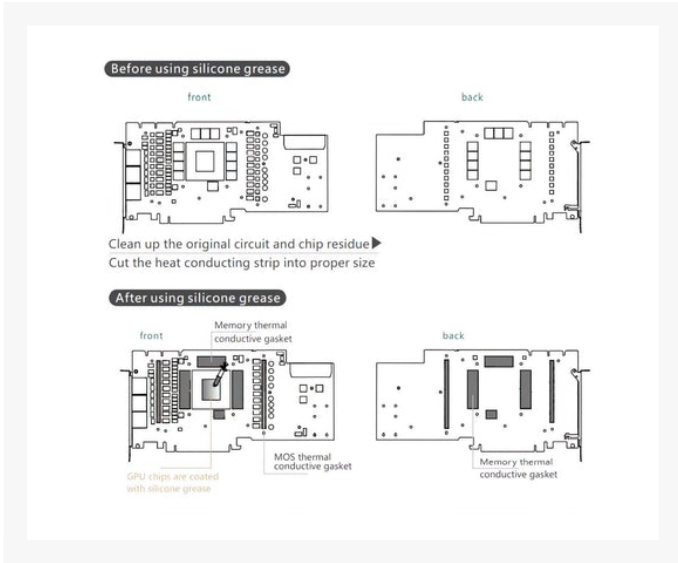 Before using silicone grease
front
back
Clean up the original circuit and chip residue
Cut the heat conducting strip into proper size
After using silicone grease
front
Memory thermal
conductive gasket
back
MOS thermal
conductive gasket
GPU chips are coated
with silicone grease
Memory thermal
conductive gasket